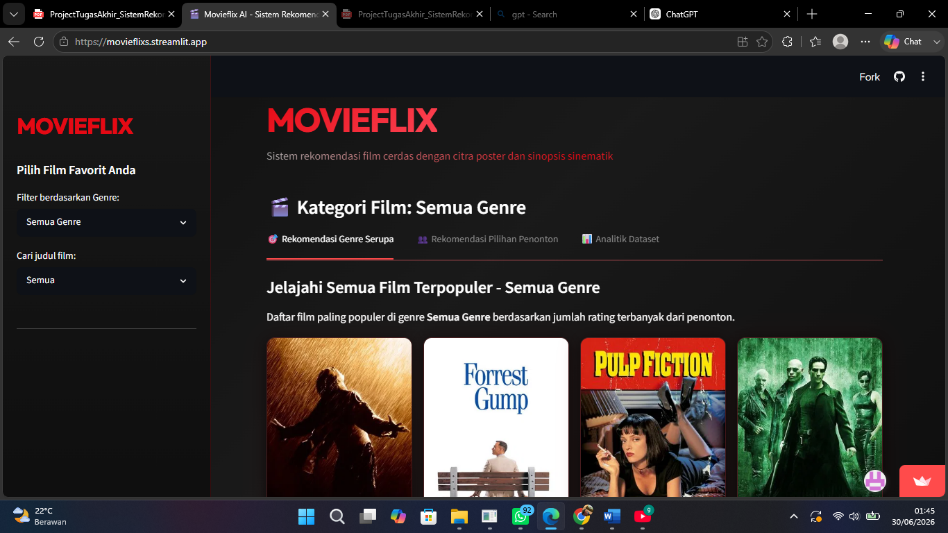 ProjectTugasAkhir_SistemReko
Movieflix AI - Sistem Rekomen
ProjectTugasAkhir_SistemReko
gpt - Search
ChatGPT
https://movieflixs.streamlit.app
Chat
Fork
MOVIEFLIX
Pilih Film Favorit Anda
Filter berdasarkan Genre:
Semua Genre
Cari judul film:
Semua
MOVIEFLIX
Sistem rekomendasi film cerdas dengan citra poster dan sinopsis sinematik
Kategori Film: Semua Genre
Rekomendasi Genre Serupa
Rekomendasi Pilihan Penonton
Analitik Dataset
Jelajahi Semua Film Terpopuler - Semua Genre
Daftar film paling populer di genre Semua Genre berdasarkan jumlah rating terbanyak dari penonton.
Forrest
Gump
PULP FICTION
22°C
Berawan
92
9
01:45
30/06/2026